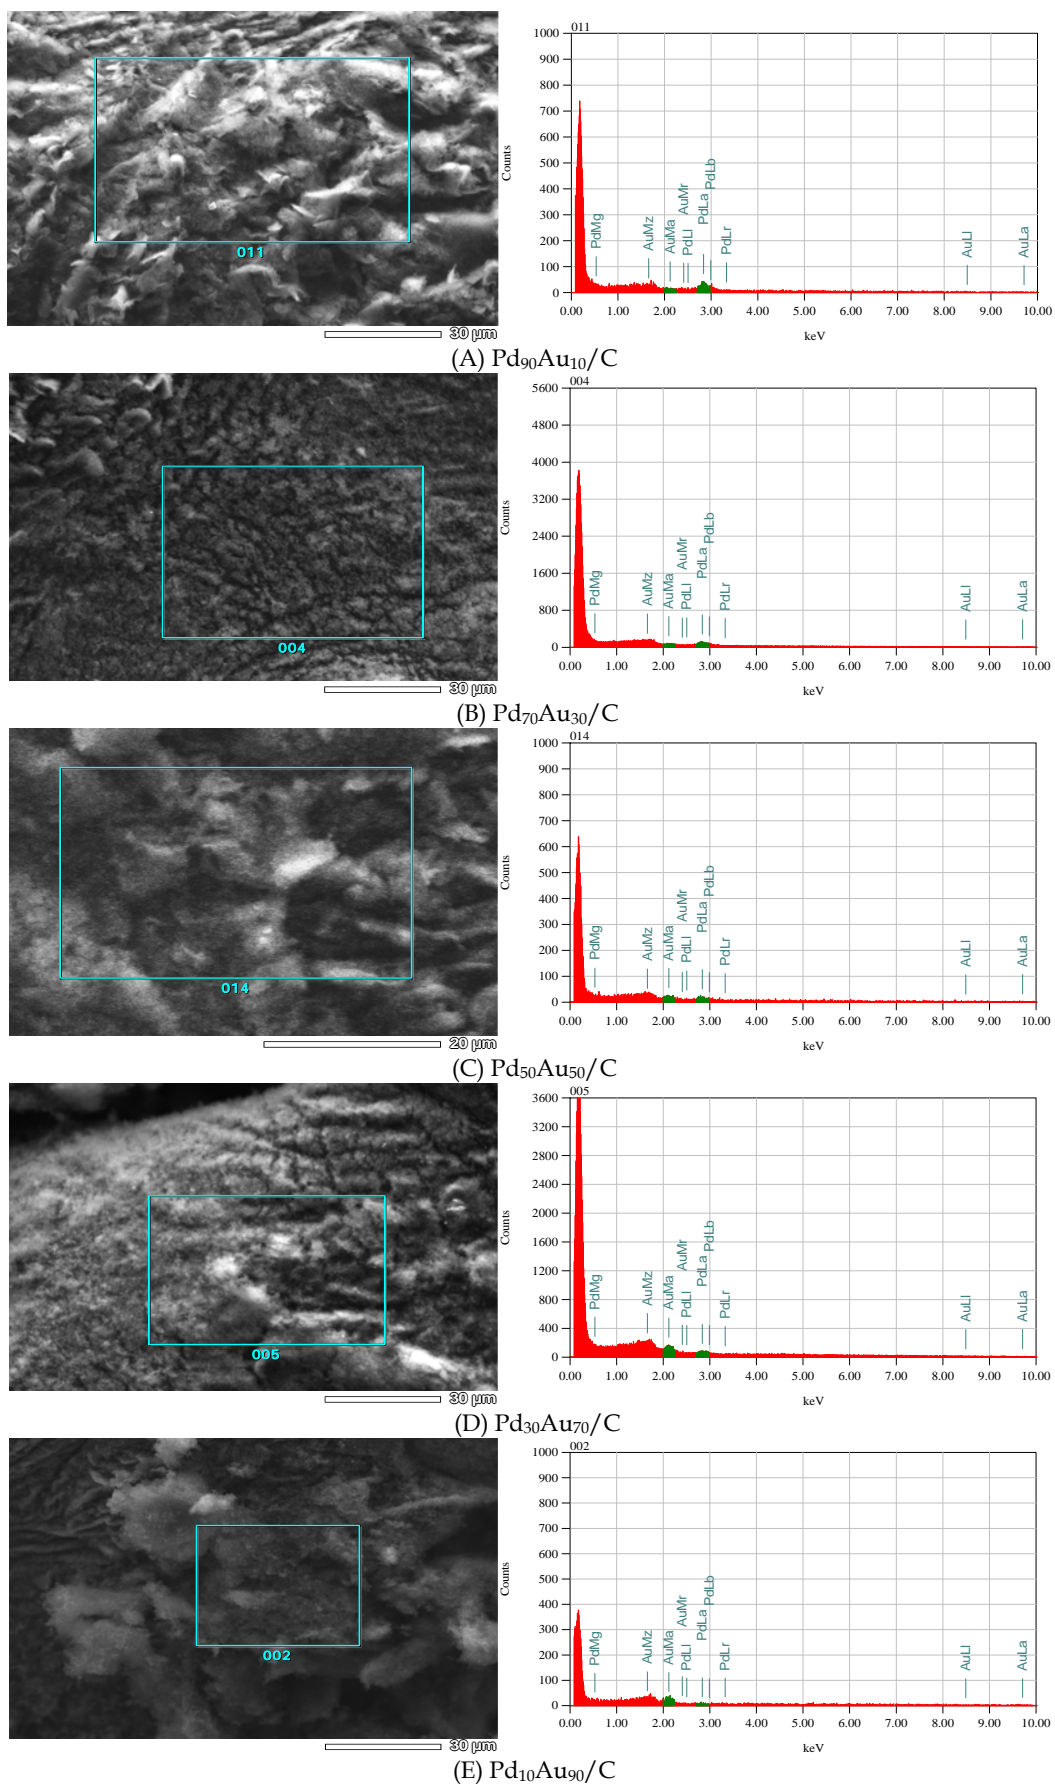 011
30 µm
011
Counts
1000
900
800
700
600
500
400
300
200
100
0
PdMg
AuMz
AuMa
PdLl
AuMr
PdLa
PdLb
PdLr
AuLl
AuLa
0.00 1.00 2.00 3.00 4.00 5.00 6.00 7.00 8.00 9.00 10.00
keV
(A) Pd₉₀Au₁₀/C
004
30 µm
004
Counts
5600
4800
4000
3200
2400
1600
800
0
PdMg
AuMz
AuMa
PdLl
AuMr
PdLa
PdLb
PdLr
AuLl
AuLa
0.00 1.00 2.00 3.00 4.00 5.00 6.00 7.00 8.00 9.00 10.00
keV
(B) Pd₇₀Au₃₀/C
014
20 µm
014
Counts
1000
900
800
700
600
500
400
300
200
100
0
PdMg
AuMz
AuMa
PdLl
AuMr
PdLa
PdLb
PdLr
AuLl
AuLa
0.00 1.00 2.00 3.00 4.00 5.00 6.00 7.00 8.00 9.00 10.00
keV
(C) Pd₅₀Au₅₀/C
005
30 µm
005
Counts
3600
3200
2800
2400
2000
1600
1200
800
400
0
PdMg
AuMz
AuMa
PdLl
AuMr
PdLa
PdLb
PdLr
AuLl
AuLa
0.00 1.00 2.00 3.00 4.00 5.00 6.00 7.00 8.00 9.00 10.00
keV
(D) Pd₃₀Au₇₀/C
002
30 µm
002
Counts
1000
900
800
700
600
500
400
300
200
100
0
PdMg
AuMz
AuMa
PdLl
AuMr
PdLa
PdLb
PdLr
AuLl
AuLa
0.00 1.00 2.00 3.00 4.00 5.00 6.00 7.00 8.00 9.00 10.00
keV
(E) Pd₁₀Au₉₀/C